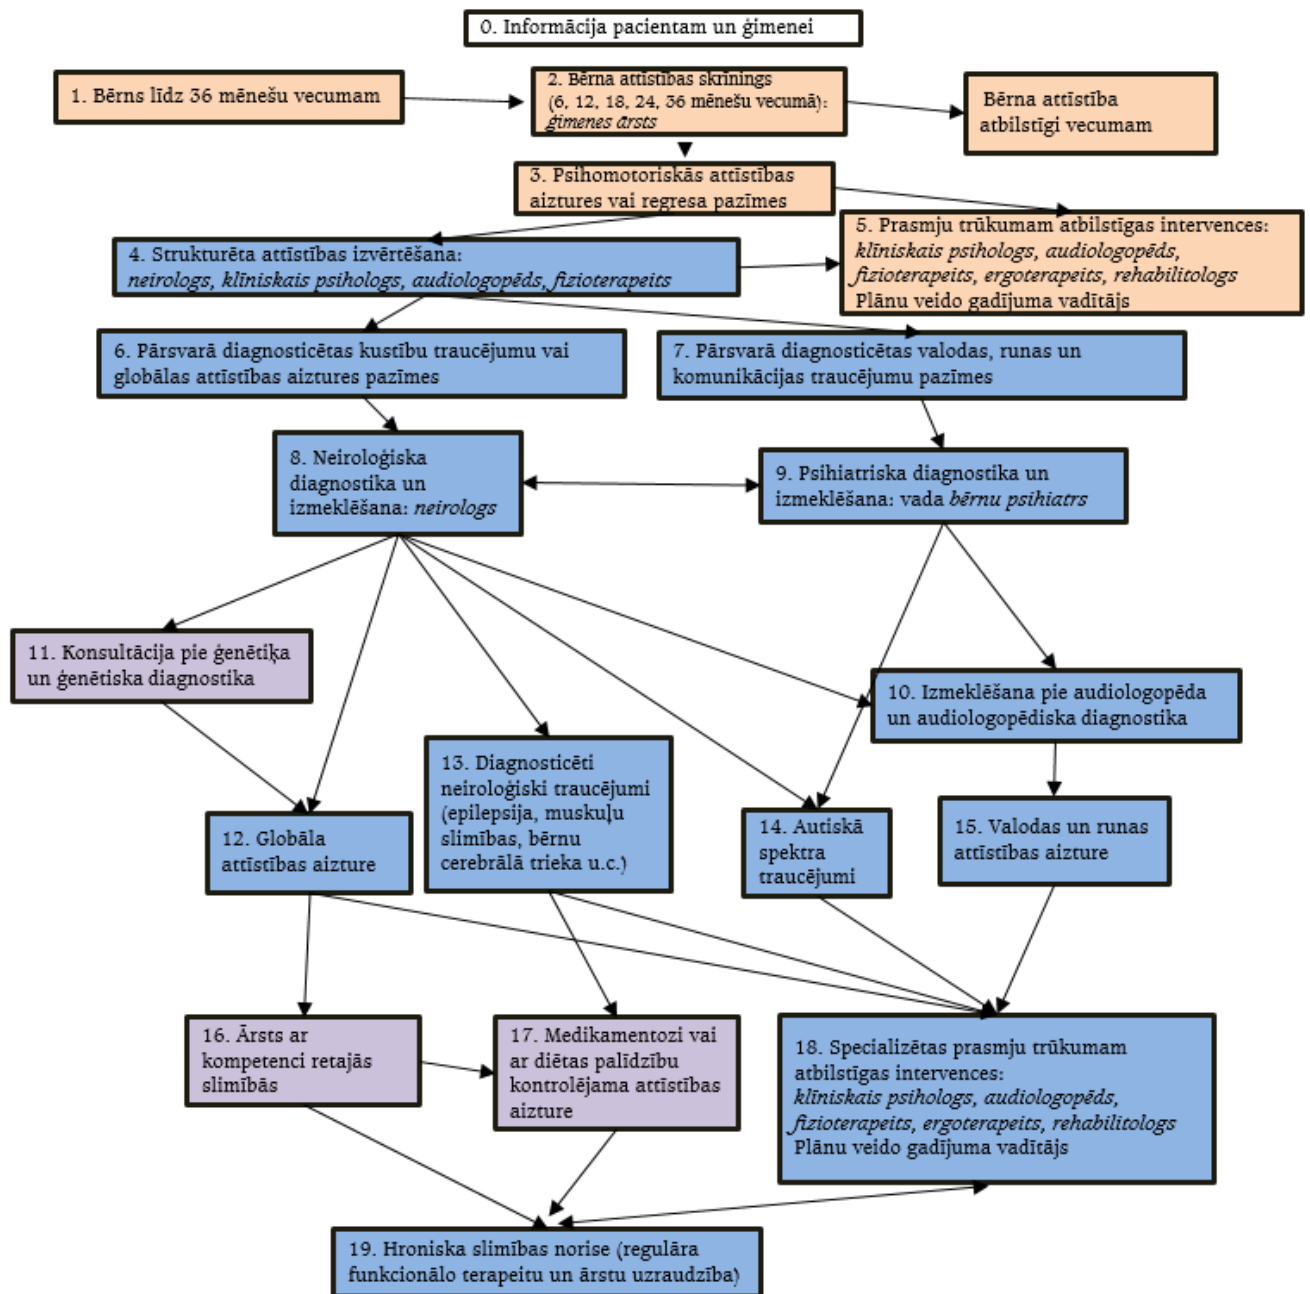 0. Informācija pacientam un ģimenei
1. Bērns līdz 36 mēnešu vecumam
2. Bērna attīstības skrīnings
(6, 12, 18, 24, 36 mēnešu vecumā):
ģimenes ārsts
Bērna attīstība
atbilstīgi vecumam
3. Psihomotoriskās attīstības
aiztures vai regresa pazīmes
4. Strukturēta attīstības izvērtēšana:
neirologs, klīniskais psihologs, audiologopēds, fizioterapeits
5. Prasmju trūkumam atbilstīgas intervences:
klīniskais psihologs, audiologopēds,
fizioterapeits, ergoterapeits, rehabilitologs
Plānu veido gadījuma vadītājs
6. Pārsvarā diagnosticētas kustību traucējumu vai
globālas attīstības aiztures pazīmes
7. Pārsvarā diagnosticētas valodas, runas un
komunikācijas traucējumu pazīmes
8. Neiroloģiska
diagnostika un
izmeklēšana: neirologs
9. Psihiatriska diagnostika un
izmeklēšana: vada bērnu psihiatrs
11. Konsultācija pie ģenētiķa
un ģenētiska diagnostika
10. Izmeklēšana pie audiologopēda
un audiologopēdiska diagnostika
12. Globāla
attīstības aizture
13. Diagnosticēti
neiroloģiski traucējumi
(epilepsija, muskuļu
slimības, bērnu
cerebrālā trieka u.c.)
14. Autiskā
spektra
traucējumi
15. Valodas un runas
attīstības aizture
16. Ārsts ar
kompetenci retajās
slimībās
17. Medikamentozi vai
ar diētas palīdzību
kontrolējama attīstības
aizture
18. Specializētas prasmju trūkumam
atbilstīgas intervences:
klīniskais psihologs, audiologopēds,
fizioterapeits, ergoterapeits, rehabilitologs
Plānu veido gadījuma vadītājs
19. Hroniska slimības norise (regulāra
funkcionālo terapeitu un ārstu uzraudzība)